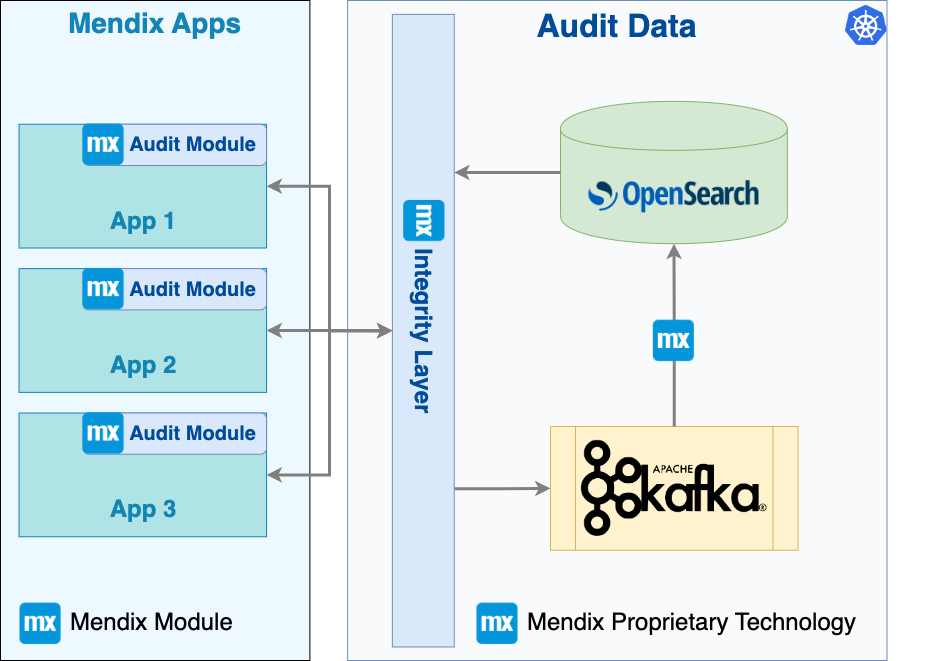 Mendix Apps
mx Audit Module
App 1
mx Audit Module
App 2
mx Audit Module
App 3
mx Mendix Module
Audit Data
mx Integrity Layer
OpenSearch
mx
APACHE
kafka®
mx Mendix Proprietary Technology